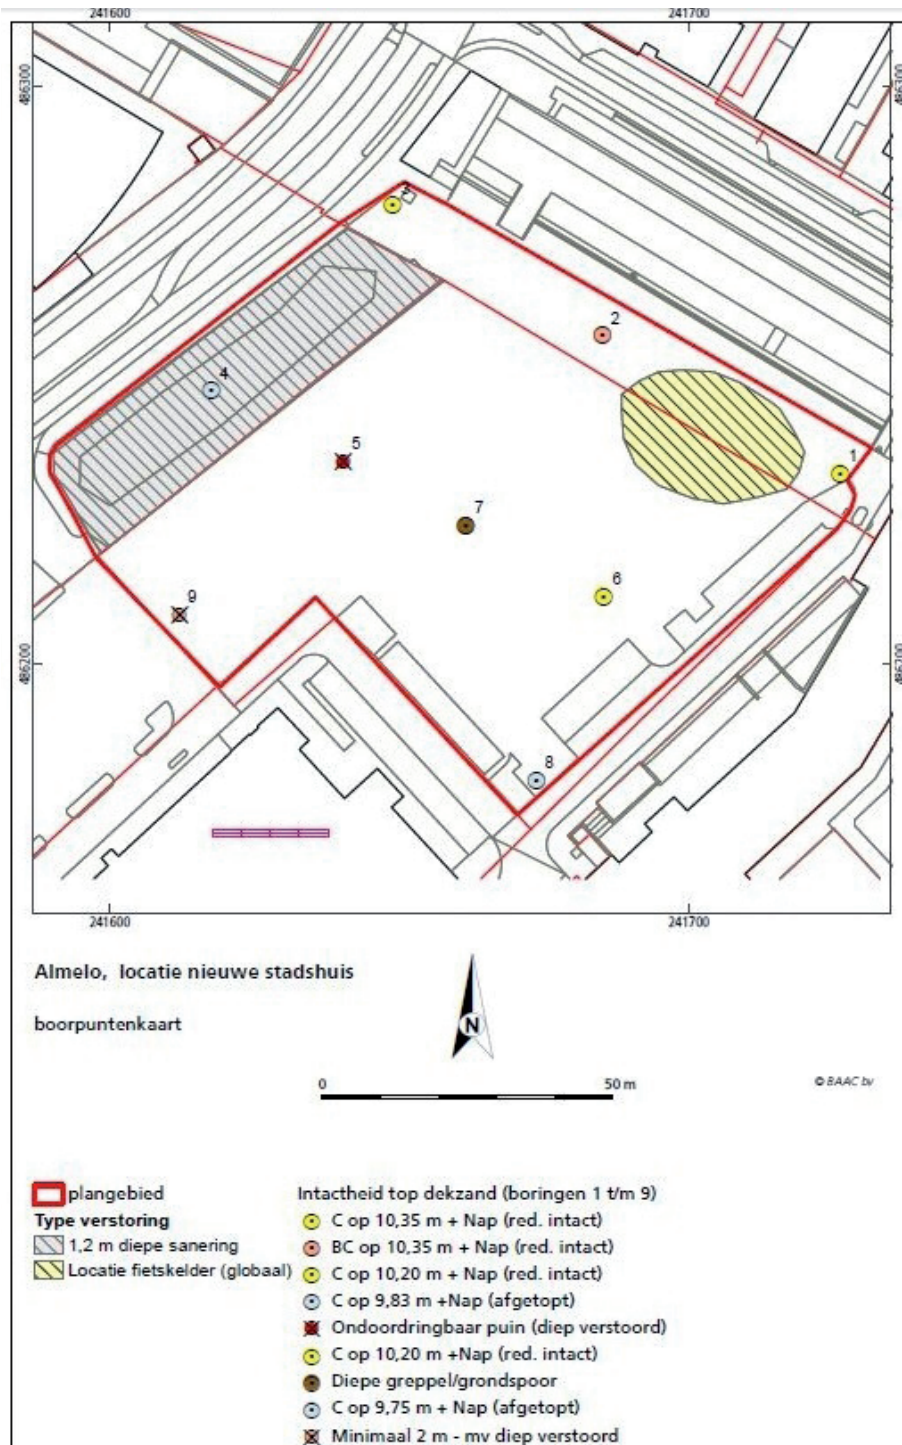 241600 241700
486300 486300
3
2
4
1
5
7
6
9
486200 486200
8
241600 241700
Almelo, locatie nieuwe stadshuis
boorpuntenkaart
N
0 50 m
© BAAC bv
plangebied
Type verstoring
1,2 m diepe sanering
Locatie fietskelder (globaal)
Intactheid top dekzand (boringen 1 t/m 9)
C op 10,35 m + Nap (red. intact)
BC op 10,35 m + Nap (red. intact)
C op 10,20 m + Nap (red. intact)
C op 9,83 m +Nap (afgetopt)
Ondoordringbaar puin (diep verstoord)
C op 10,20 m +Nap (red. intact)
Diepe greppel/grondspoor
C op 9,75 m + Nap (afgetopt)
Minimaal 2 m - mv diep verstoord